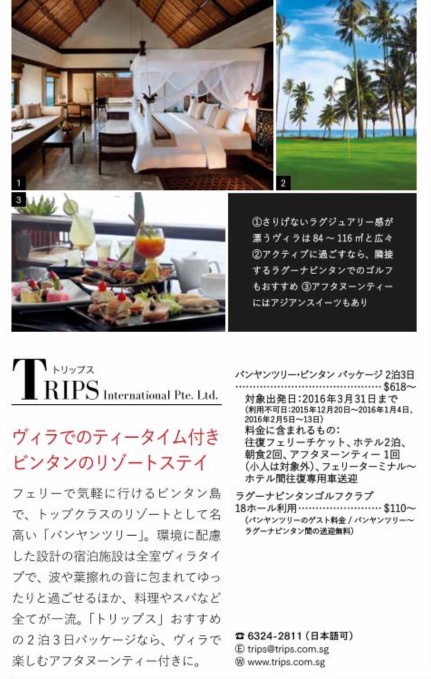 1
2
3
①さりげないラグジュアリー感が
漂うヴィラは 84 ～ 116 ㎡と広々
②アクティブに過ごすなら、隣接
するラグーナビンタンでのゴルフ
もおすすめ ③アフタヌーンティー
にはアジアンスイーツもあり
トリップス
TRIPS International Pte. Ltd.
ヴィラでのティータイム付き
ビンタンのリゾートステイ
フェリーで気軽に行けるビンタン島
で、トップクラスのリゾートとして名
高い「バンヤンツリー」。環境に配慮
した設計の宿泊施設は全室ヴィラタイ
プで、波や葉擦れの音に包まれてゆっ
たりと過ごせるほか、料理やスパなど
全てが一流。「トリップス」おすすめ
の 2 泊 3 日パッケージなら、ヴィラで
楽しむアフタヌーンティー付きに。
バンヤンツリー・ビンタン パッケージ 2泊3日
………………………………… $618～
対象出発日：2016年3月31日まで
（利用不可日：2015年12月20日～2016年1月4日、
2016年2月5日～13日）
料金に含まれるもの：
往復フェリーチケット、ホテル2泊、
朝食2回、アフタヌーンティー 1回
（小人は対象外）、フェリーターミナル～
ホテル間往復専用車送迎
ラグーナビンタンゴルフクラブ
18ホール利用…………………… $110～
（バンヤンツリーのゲスト料金 / バンヤンツリー～
ラグーナビンタン間の送迎無料）
☎ 6324-2811（日本語可）
Ⓔ trips@trips.com.sg
Ⓦ www.trips.com.sg